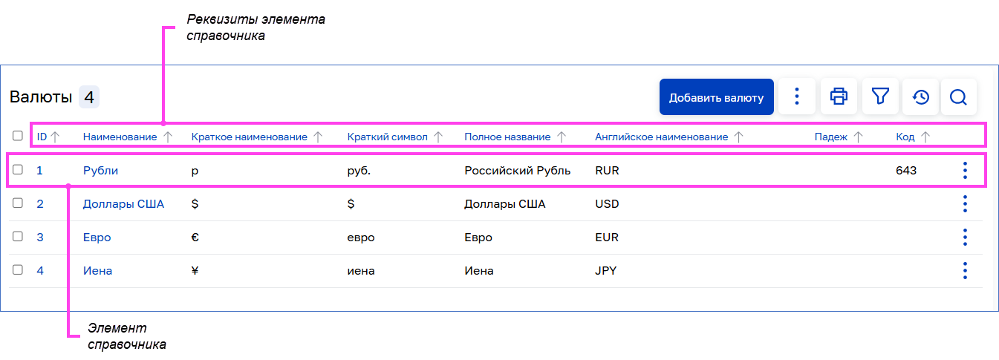 Реквизиты элемента
справочника
Валюты 4
Добавить валюту
ID Наименование Краткое наименование Краткий символ Полное название Английское наименование Падеж Код
1 Рубли р руб. Российский Рубль RUR 643
2 Доллары США $ $ Доллары США USD
3 Евро € евро Евро EUR
4 Иена ¥ иена Иена JPY
Элемент
справочника